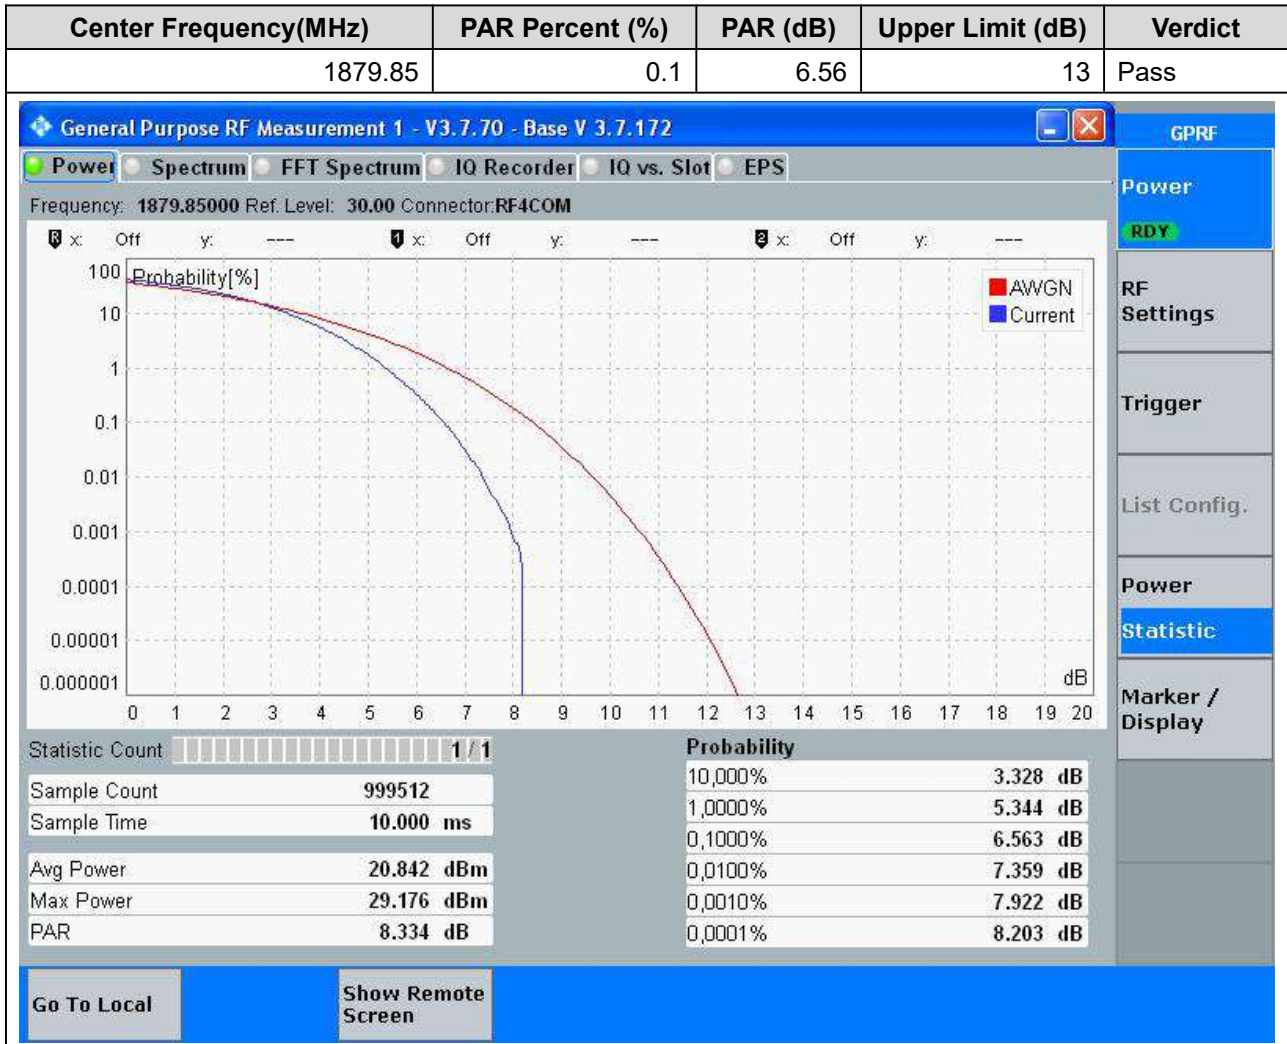 Center Frequency(MHz) PAR Percent (%) PAR (dB) Upper Limit (dB) Verdict
1879.85 0.1 6.56 13 Pass
General Purpose RF Measurement 1 - V3.7.70 - Base V 3.7.172
GPRF
Power Spectrum FFT Spectrum IQ Recorder IQ vs. Slot EPS
Power
RDY
Frequency: 1879.85000 Ref. Level: 30.00 Connector:RF4COM
R x: Off y: --- 1 x: Off y: --- 2 x: Off y: ---
Probability[%]
AWGN
Current
100
10
1
0.1
0.01
0.001
0.0001
0.00001
0.000001
dB
0 1 2 3 4 5 6 7 8 9 10 11 12 13 14 15 16 17 18 19 20
RF
Settings
Trigger
List Config.
Power
Statistic
Marker /
Display
Statistic Count 1 / 1
Sample Count 999512
Sample Time 10.000 ms
Avg Power 20.842 dBm
Max Power 29.176 dBm
PAR 8.334 dB
Probability
10,000% 3.328 dB
1,0000% 5.344 dB
0,1000% 6.563 dB
0,0100% 7.359 dB
0,0010% 7.922 dB
0,0001% 8.203 dB
Go To Local
Show Remote
Screen